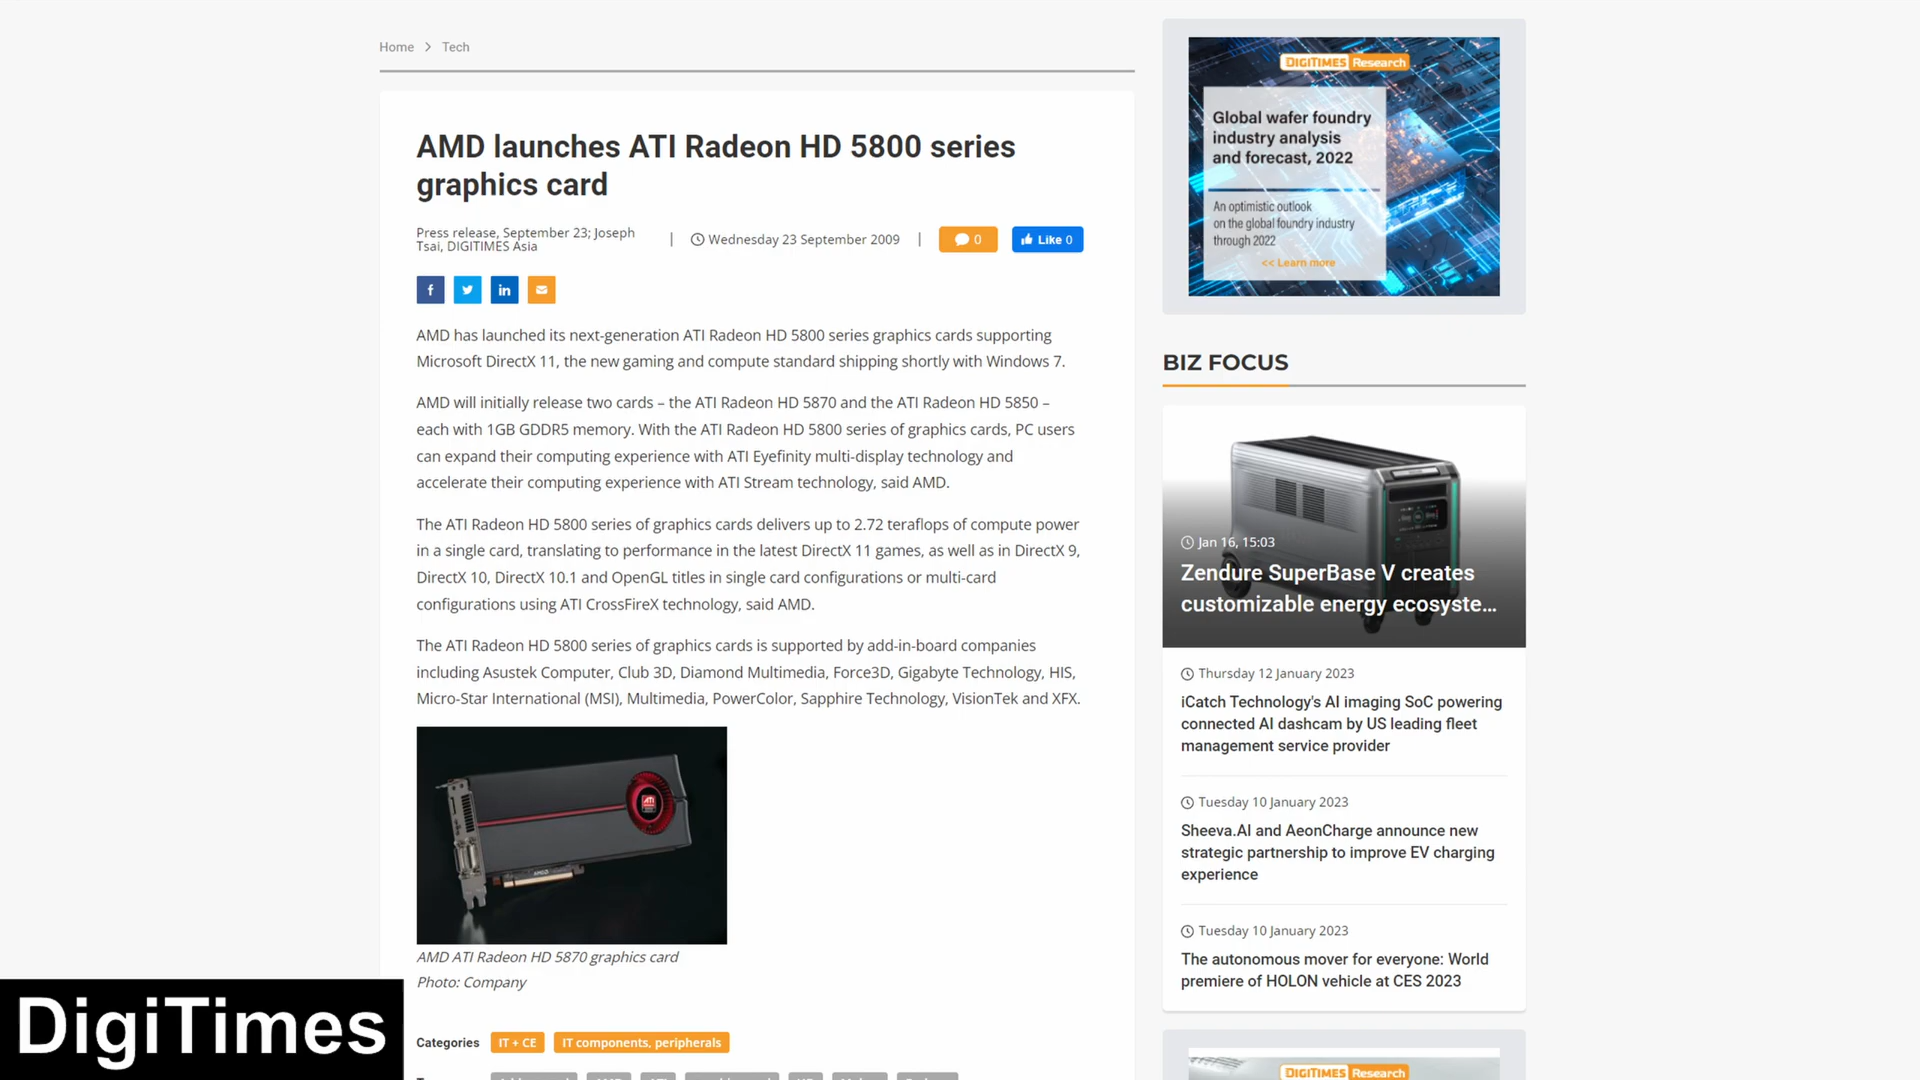 Home > Tech
AMD launches ATI Radeon HD 5800 series
graphics card
Press release, September 23; Joseph
Tsai, DIGITIMES Asia
Wednesday 23 September 2009
0
Like 0
AMD has launched its next-generation ATI Radeon HD 5800 series graphics cards supporting
Microsoft DirectX 11, the new gaming and compute standard shipping shortly with Windows 7.
AMD will initially release two cards – the ATI Radeon HD 5870 and the ATI Radeon HD 5850 –
each with 1GB GDDR5 memory. With the ATI Radeon HD 5800 series of graphics cards, PC users
can expand their computing experience with ATI Eyefinity multi-display technology and
accelerate their computing experience with ATI Stream technology, said AMD.
The ATI Radeon HD 5800 series of graphics cards delivers up to 2.72 teraflops of compute power
in a single card, translating to performance in the latest DirectX 11 games, as well as in DirectX 9,
DirectX 10, DirectX 10.1 and OpenGL titles in single card configurations or multi-card
configurations using ATI CrossFireX technology, said AMD.
The ATI Radeon HD 5800 series of graphics cards is supported by add-in-board companies
including Asustek Computer, Club 3D, Diamond Multimedia, Force3D, Gigabyte Technology, HIS,
Micro-Star International (MSI), Multimedia, PowerColor, Sapphire Technology, VisionTek and XFX.
ATI
AMD
AMD ATI Radeon HD 5870 graphics card
Photo: Company
Categories
IT + CE
IT components, peripherals
DigiTimes
DIGITIMES Research
Global wafer foundry
industry analysis
and forecast, 2022
An optimistic outlook
on the global foundry industry
through 2022
<< Learn more
BIZ FOCUS
Jan 16, 15:03
Zendure SuperBase V creates
customizable energy ecosyste...
Thursday 12 January 2023
iCatch Technology's AI imaging SoC powering
connected AI dashcam by US leading fleet
management service provider
Tuesday 10 January 2023
Sheeva.AI and AeonCharge announce new
strategic partnership to improve EV charging
experience
Tuesday 10 January 2023
The autonomous mover for everyone: World
premiere of HOLON vehicle at CES 2023
DIGITIMES Research